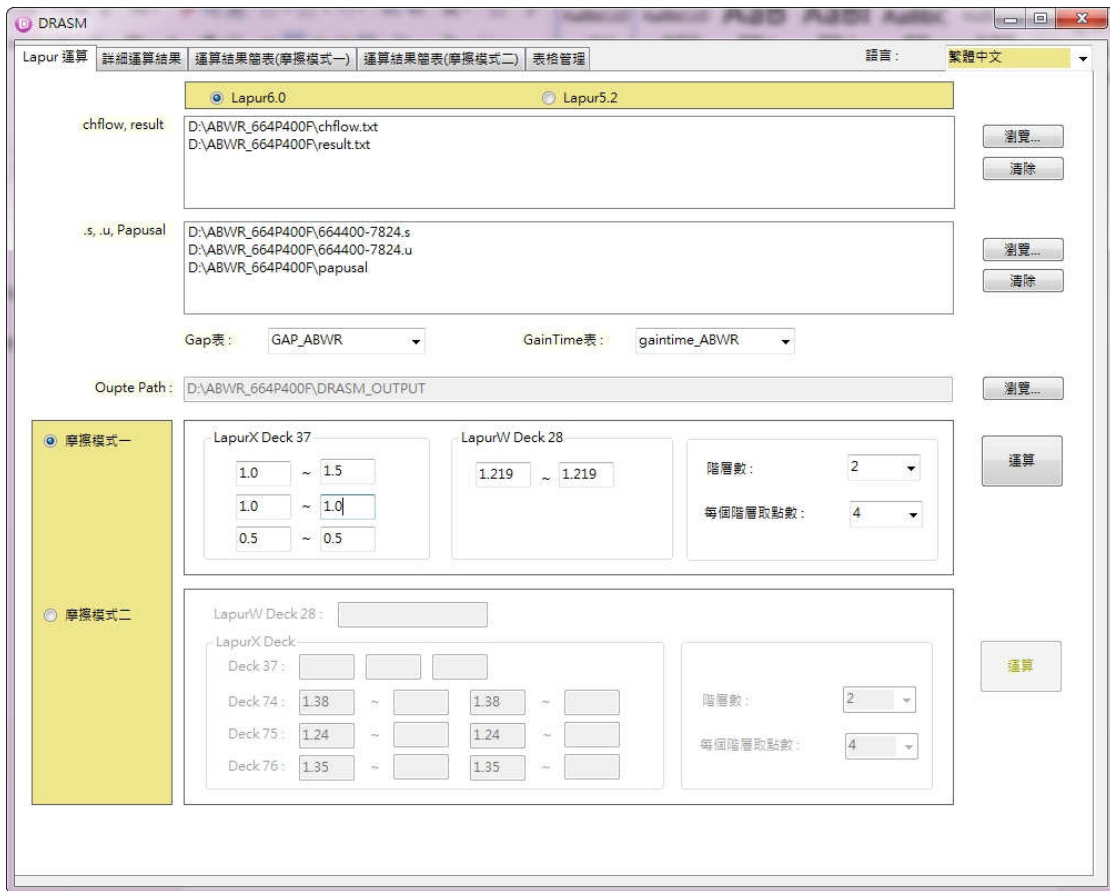 DRASM
Lapur 運算 詳細運算結果 運算結果簡表(摩擦模式一) 運算結果簡表(摩擦模式二) 表格管理 語言： 繁體中文
Lapur6.0 Lapur5.2
chflow, result
D:\ABWR_664P400F\chflow.txt
D:\ABWR_664P400F\result.txt
瀏覽...
清除
.s, .u, Papusal
D:\ABWR_664P400F\664400-7824.s
D:\ABWR_664P400F\664400-7824.u
D:\ABWR_664P400F\papusal
瀏覽...
清除
Gap表： GAP_ABWR GainTime表： gaintime_ABWR
Oupte Path： D:\ABWR_664P400F\DRASM_OUTPUT 瀏覽...
摩擦模式一
LapurX Deck 37
1.0 ~ 1.5
1.0 ~ 1.0
0.5 ~ 0.5
LapurW Deck 28
1.219 ~ 1.219
階層數： 2
每個階層取點數： 4
運算
摩擦模式二
LapurW Deck 28：
LapurX Deck
Deck 37：
Deck 74： 1.38 ~ 1.38 ~
Deck 75： 1.24 ~ 1.24 ~
Deck 76： 1.35 ~ 1.35 ~
階層數： 2
每個階層取點數： 4
運算